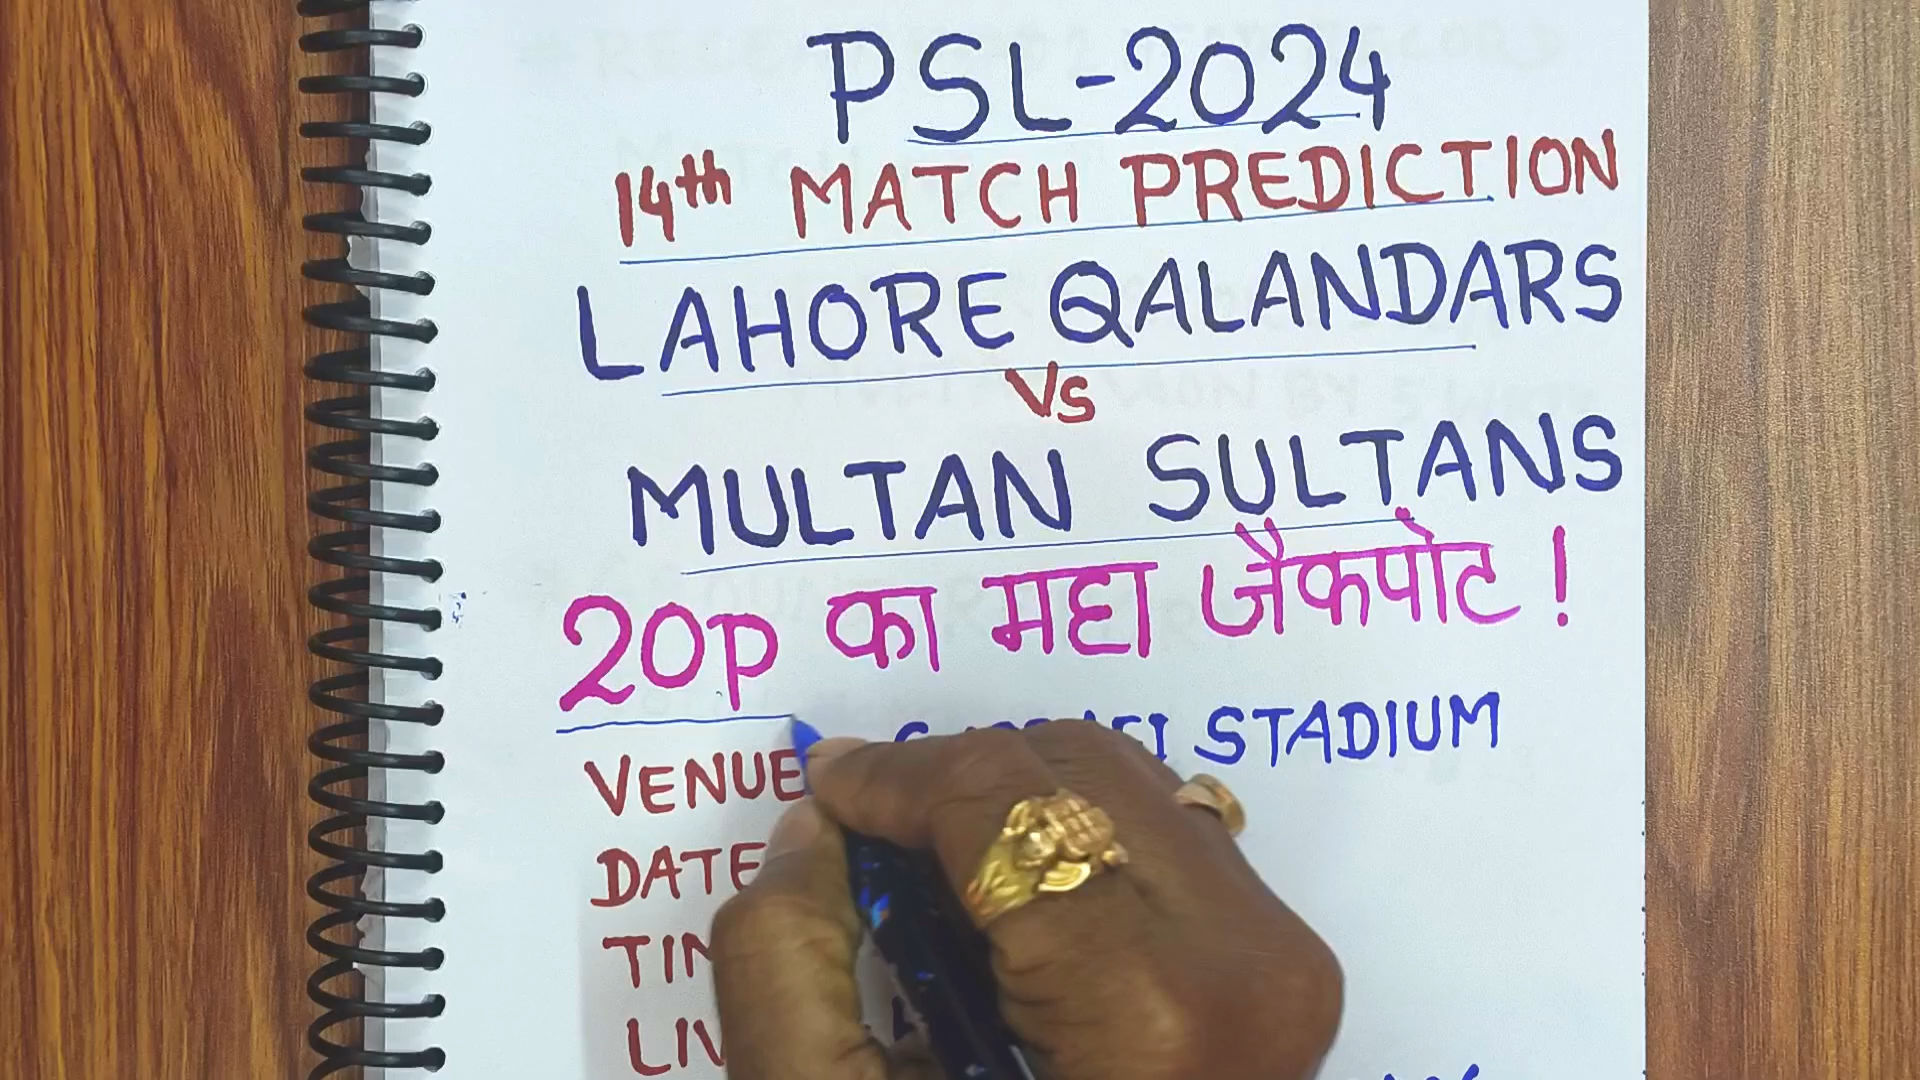 PSL-2024
14th MATCH PREDICTION
LAHORE QALANDARS
Vs
MULTAN SULTANS
20p का महा जैकपोट !
VENUE STADIUM
DATE